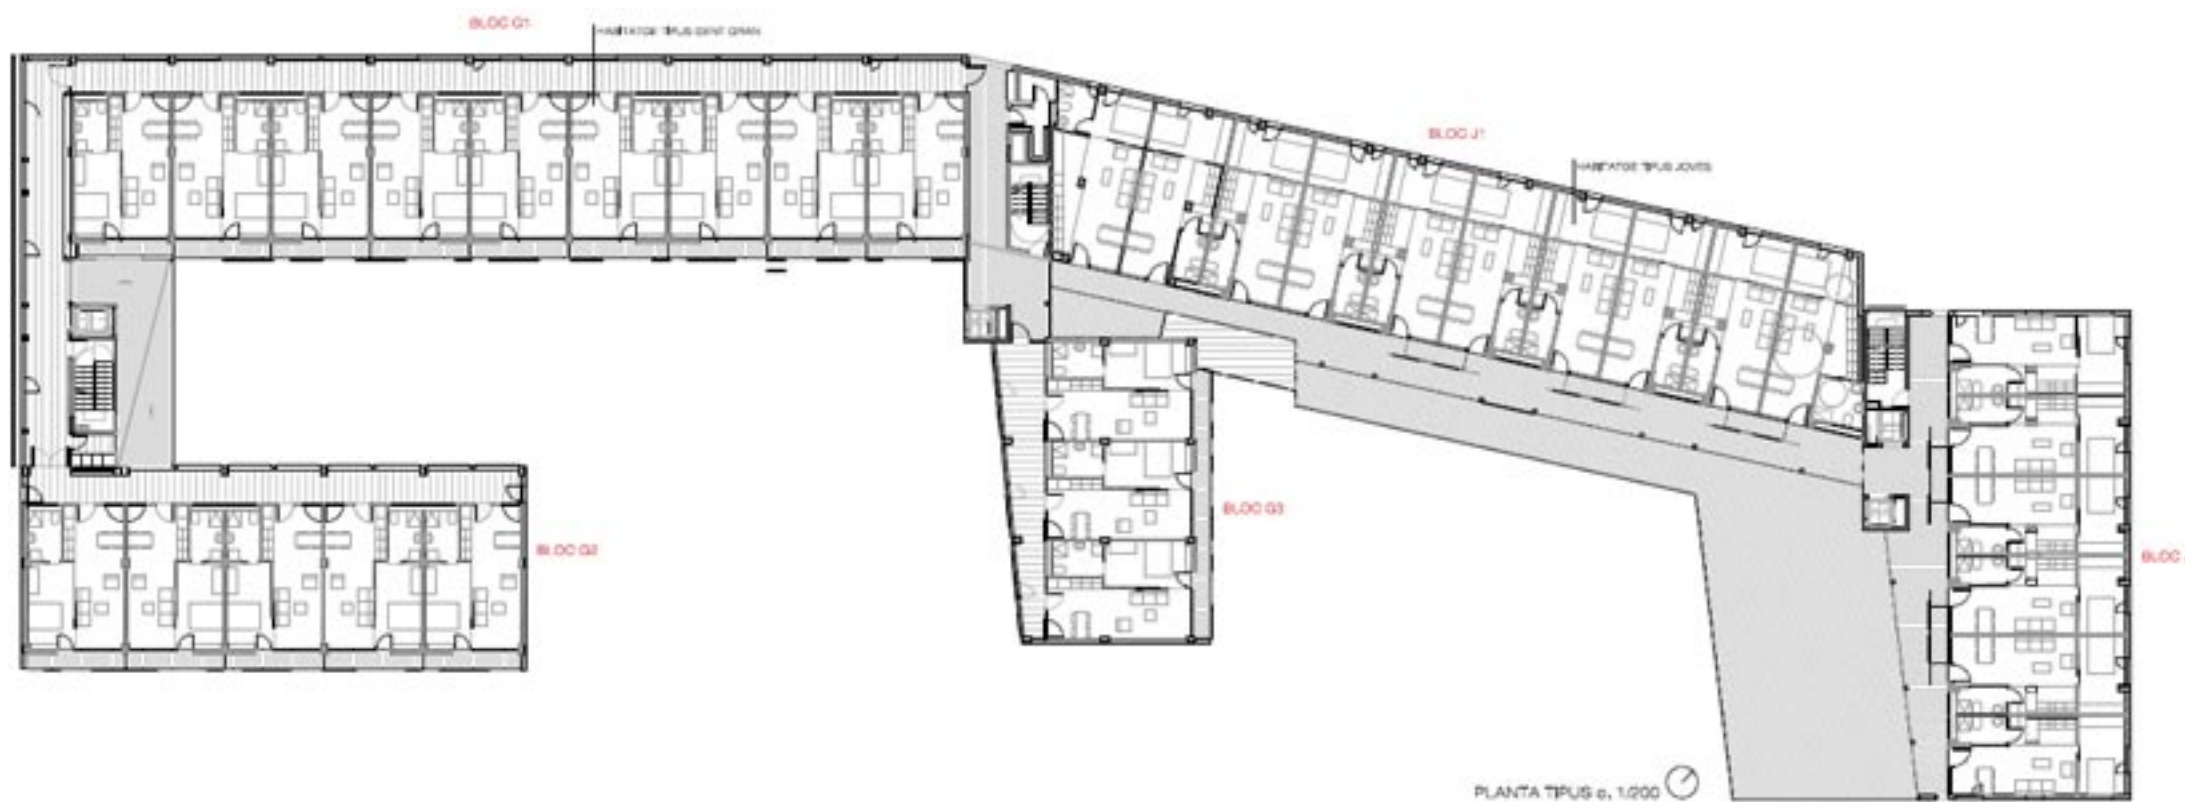 BLOC G1
HABITATGE TIPUS GENT GRAN
BLOC J1
HABITATGE TIPUS JOVES
BLOC G3
BLOC G2
BLOC
PLANTA TIPUS e. 1/200